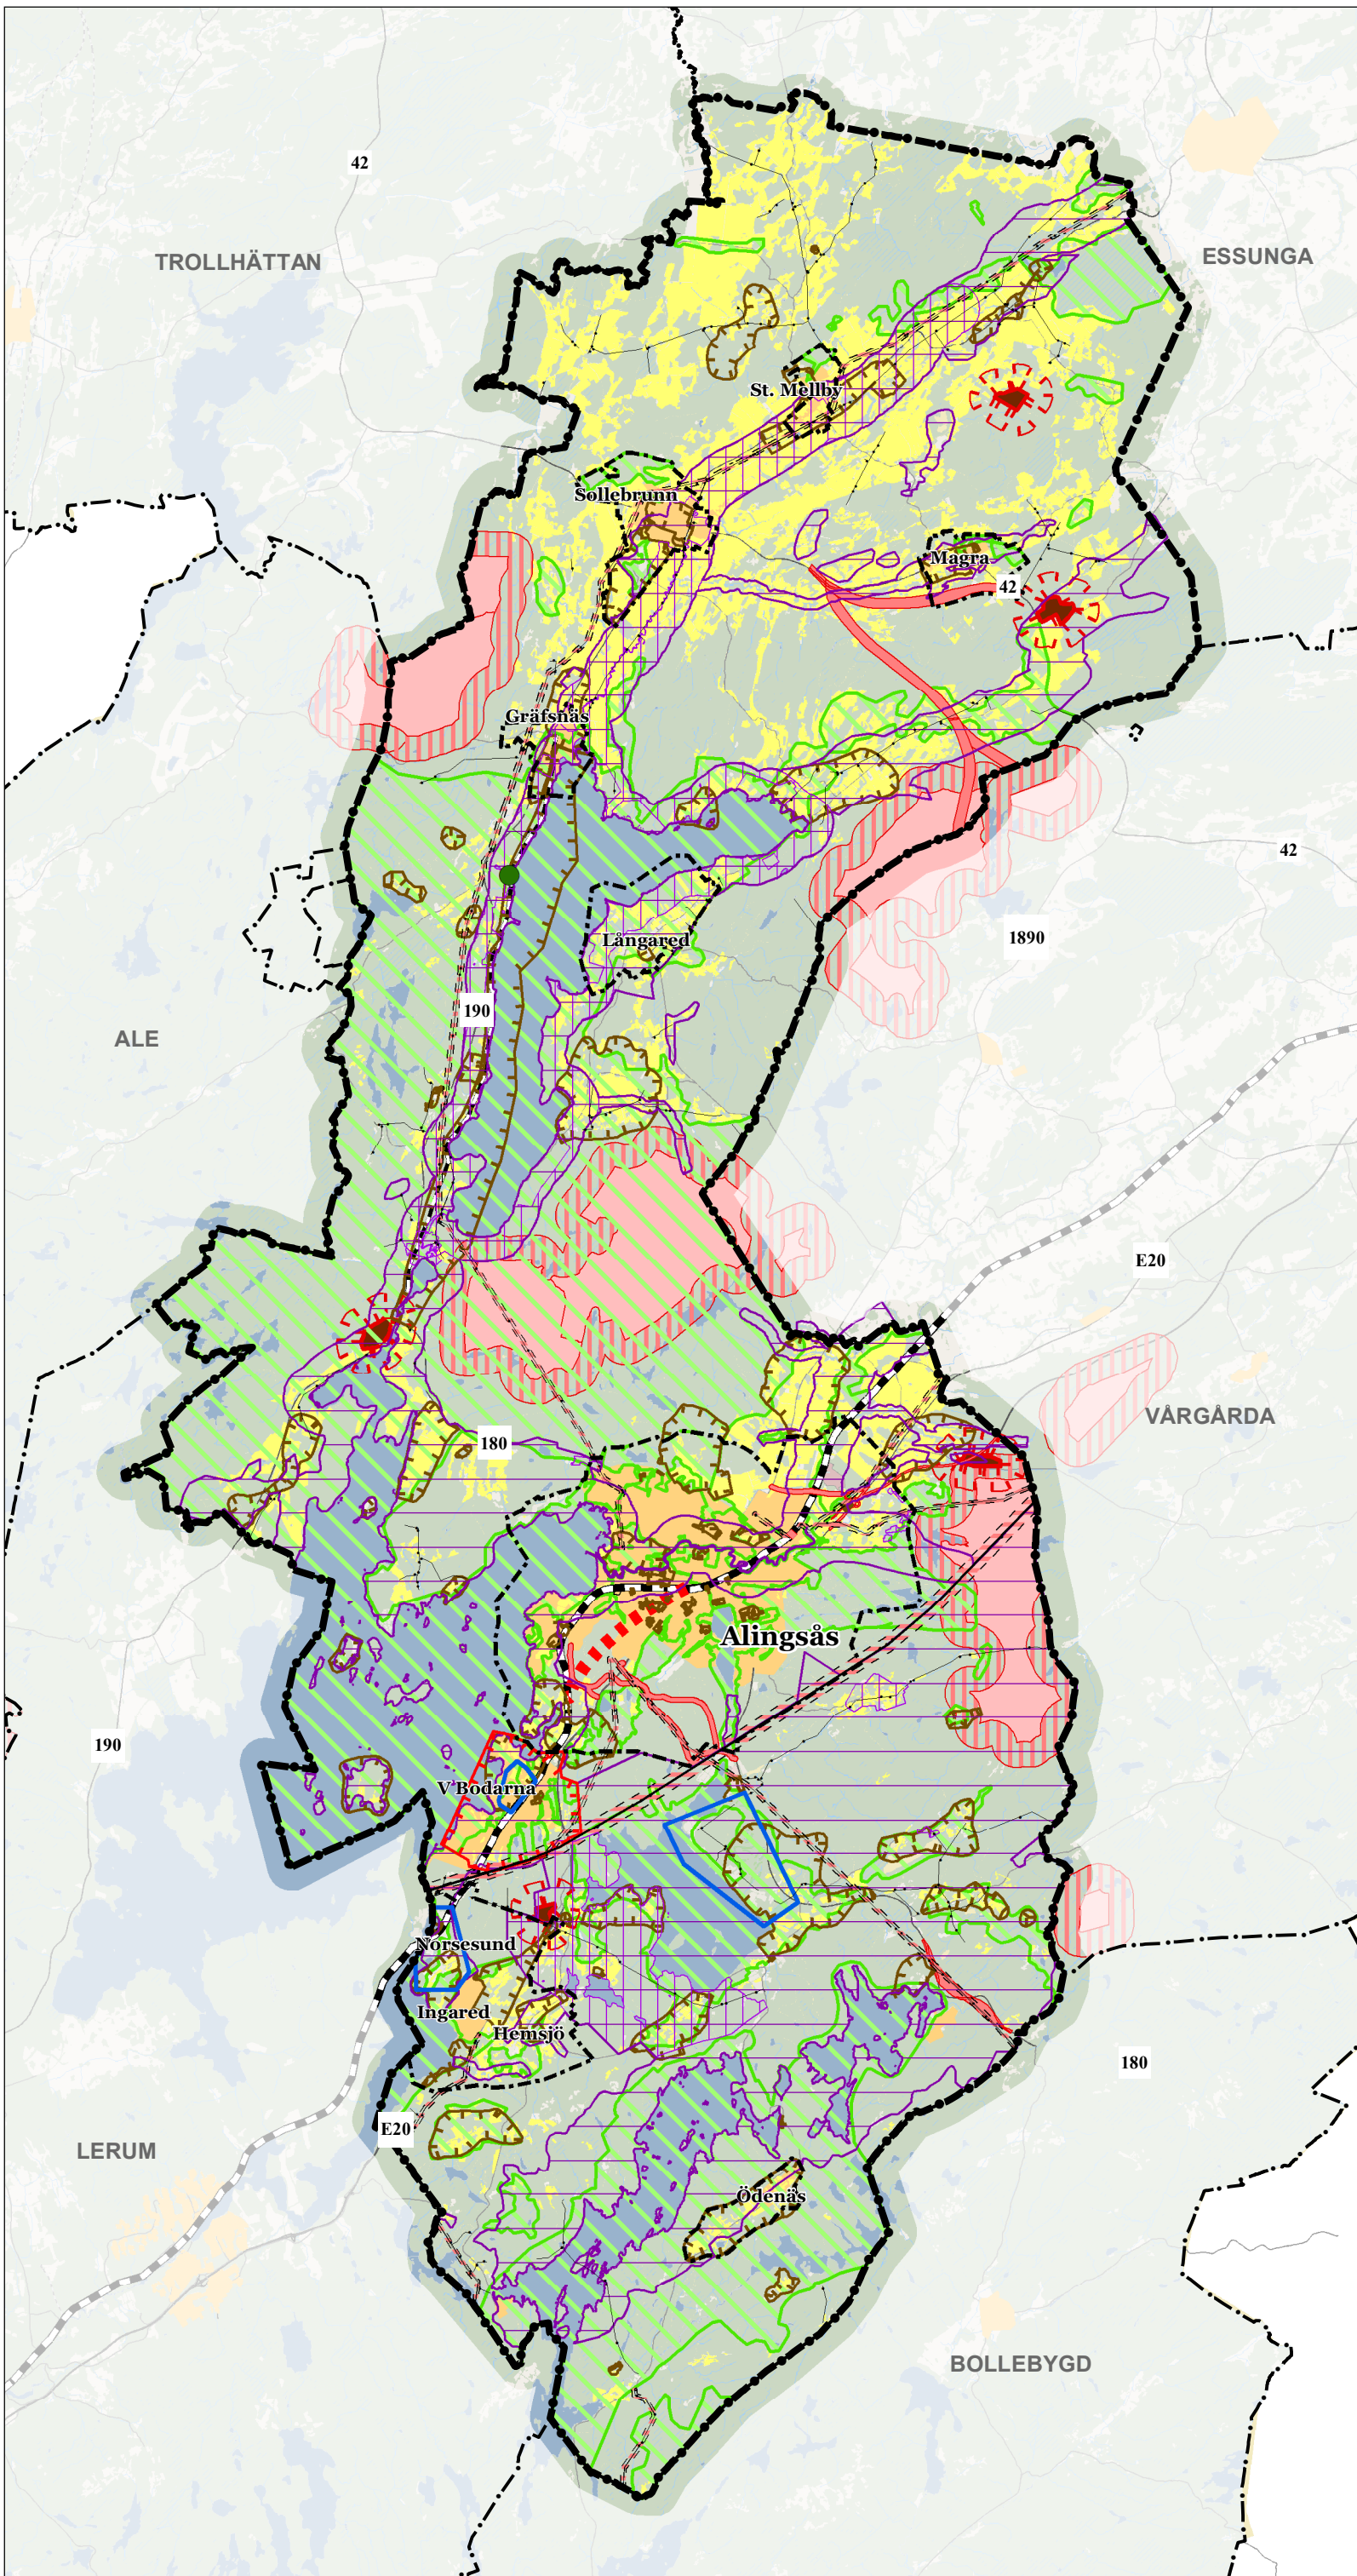 42
TROLLHÄTTAN
ESSUNGA
St. Mellby
Sollebrunn
Magra
42
Gräfsnäs
42
Långared
1890
190
ALE
E20
VÅRGÅRDA
180
Alingsås
190
V Bodarna
Norsesund
Ingared
Hemsjö
180
E20
LERUM
Ödenäs
BOLLEBYGD